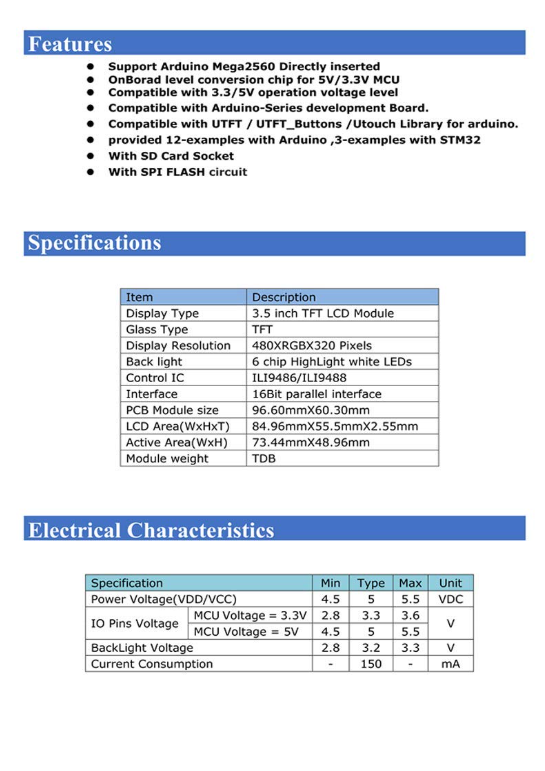 Features
● Support Arduino Mega2560 Directly inserted
● OnBorad level conversion chip for 5V/3.3V MCU
● Compatible with 3.3/5V operation voltage level
● Compatible with Arduino-Series development Board.
● Compatible with UTFT / UTFT_Buttons /Utouch Library for arduino.
● provided 12-examples with Arduino ,3-examples with STM32
● With SD Card Socket
● With SPI FLASH circuit
Specifications
Item Description
Display Type 3.5 inch TFT LCD Module
Glass Type TFT
Display Resolution 480XRGBX320 Pixels
Back light 6 chip HighLight white LEDs
Control IC ILI9486/ILI9488
Interface 16Bit parallel interface
PCB Module size 96.60mmX60.30mm
LCD Area(WxHxT) 84.96mmX55.5mmX2.55mm
Active Area(WxH) 73.44mmX48.96mm
Module weight TDB
Electrical Characteristics
Specification Min Type Max Unit
Power Voltage(VDD/VCC) 4.5 5 5.5 VDC
IO Pins Voltage MCU Voltage = 3.3V 2.8 3.3 3.6 V
MCU Voltage = 5V 4.5 5 5.5
BackLight Voltage 2.8 3.2 3.3 V
Current Consumption - 150 - mA